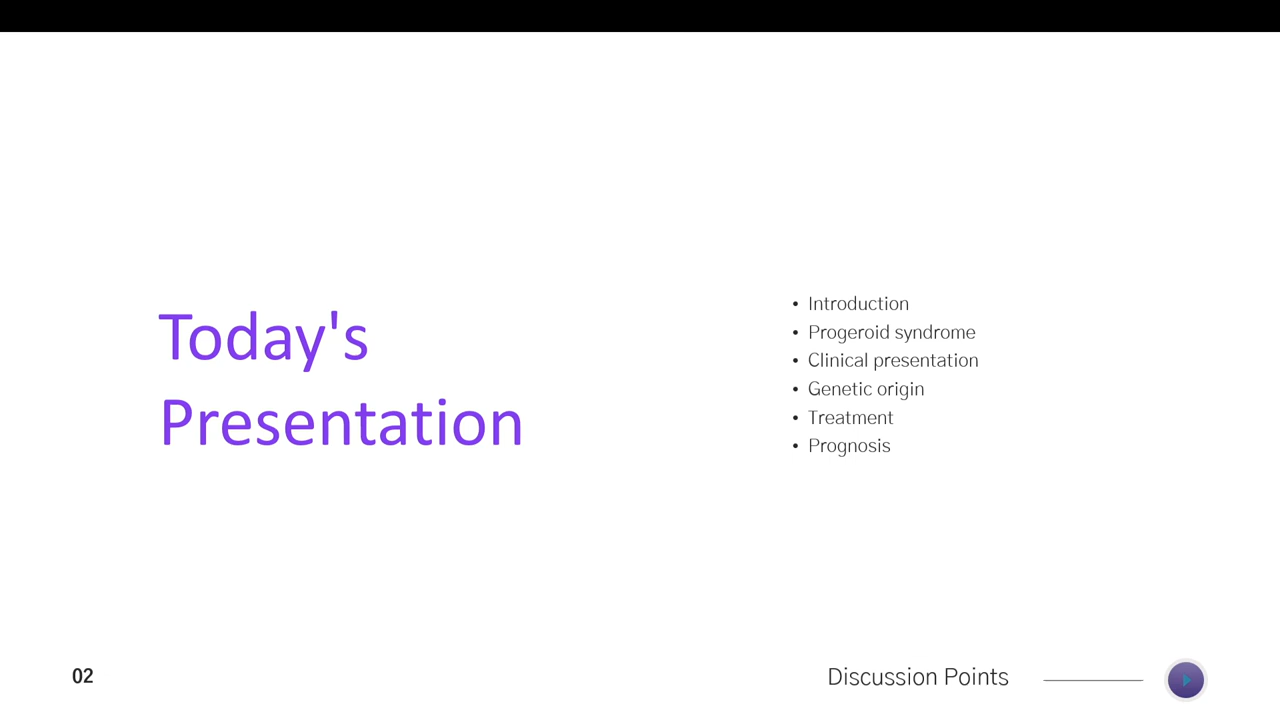 Today's
Presentation
• Introduction
• Progeroid syndrome
• Clinical presentation
• Genetic origin
• Treatment
• Prognosis
02
Discussion Points